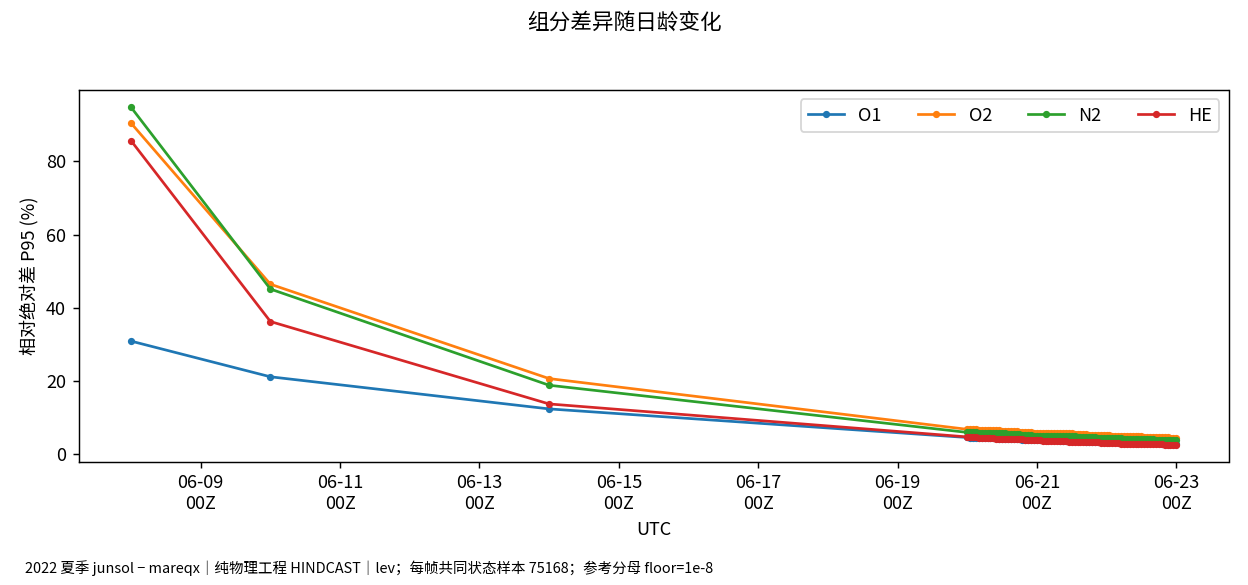 组分差异随日龄变化
O1 O2 N2 HE
相对绝对差 P95 (%)
80
60
40
20
0
06-09 06-11 06-13 06-15 06-17 06-19 06-21 06-23
00Z 00Z 00Z 00Z 00Z 00Z 00Z 00Z
UTC
2022 夏季 junsol − mareqx｜纯物理工程 HINDCAST｜lev；每帧共同状态样本 75168；参考分母 floor=1e-8